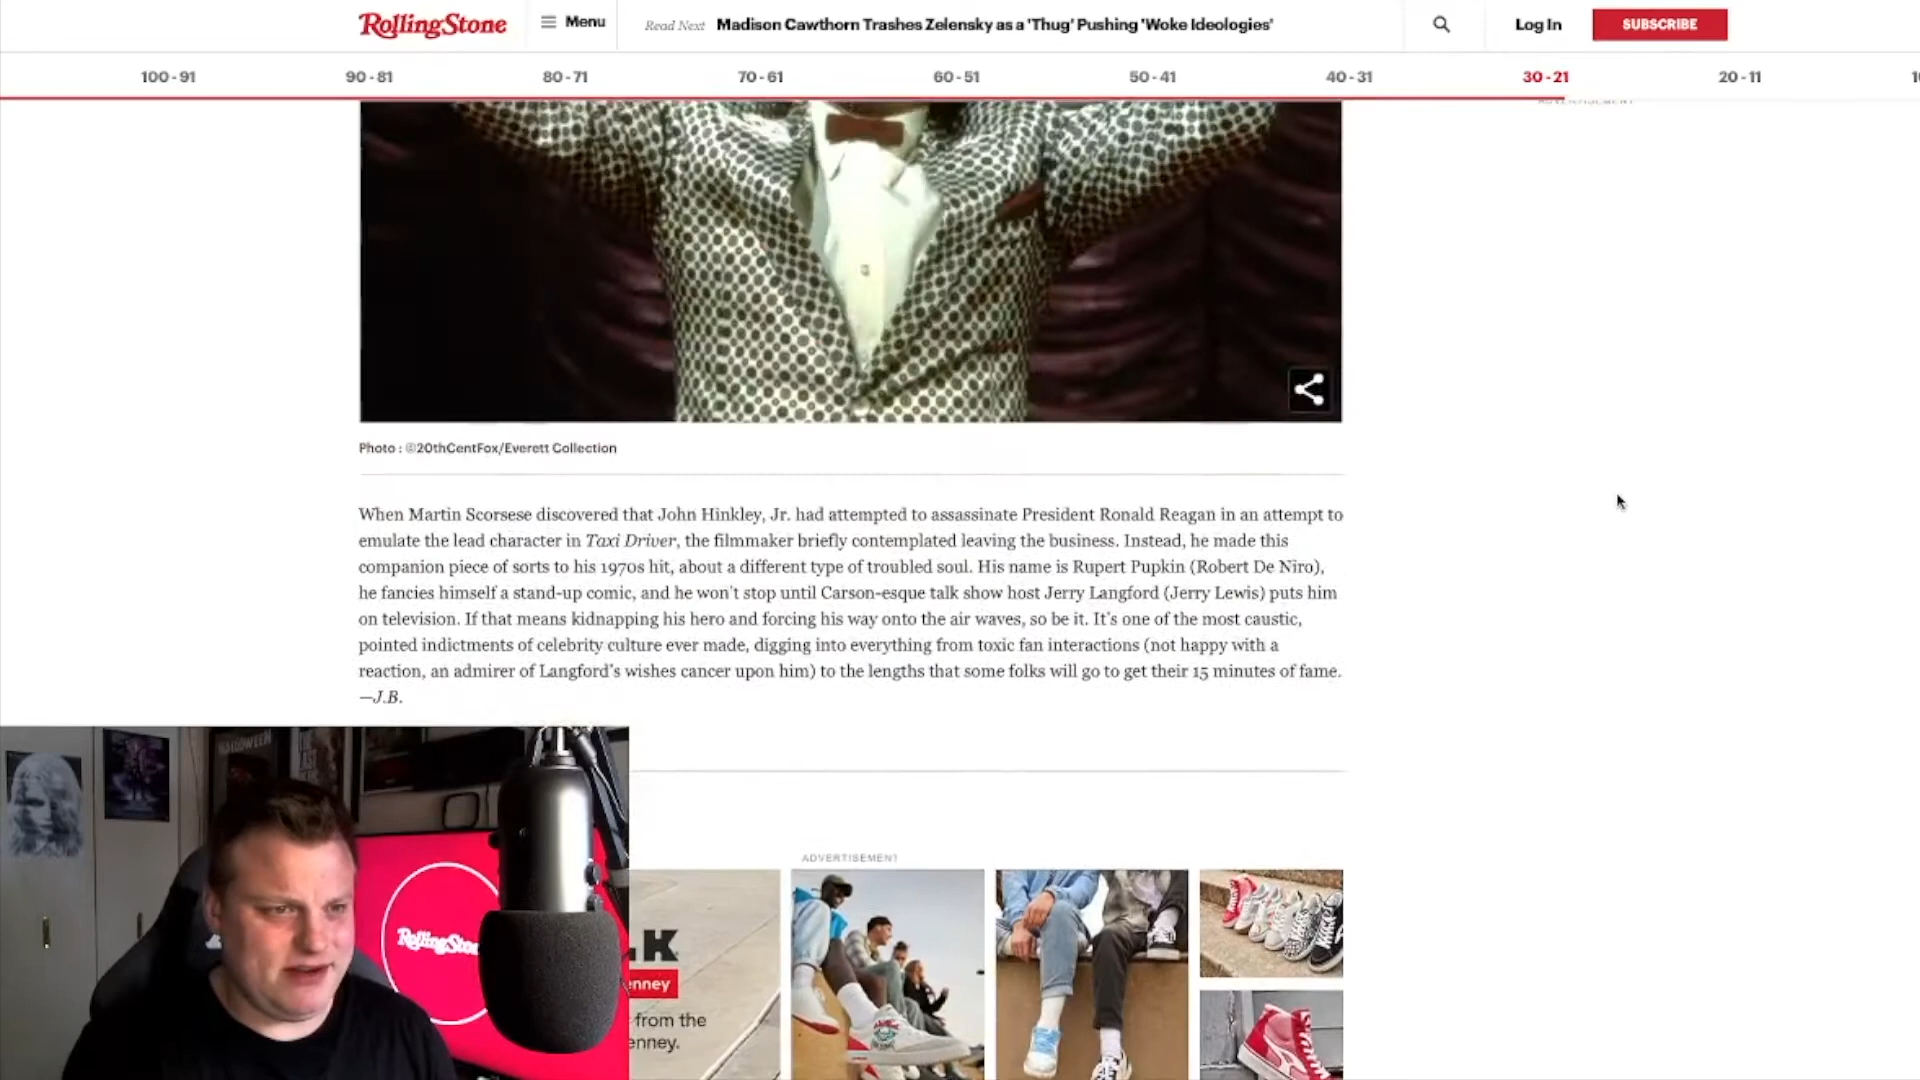 RollingStone
Menu
Read Next Madison Cawthorn Trashes Zelensky as a 'Thug' Pushing 'Woke Ideologies'
Log In
SUBSCRIBE
100 - 91
90 - 81
80 - 71
70 - 61
60 - 51
50 - 41
40 - 31
30 - 21
20 - 11
ADVERTISEMENT
Photo : ©20thCentFox/Everett Collection
When Martin Scorsese discovered that John Hinkley, Jr. had attempted to assassinate President Ronald Reagan in an attempt to
emulate the lead character in Taxi Driver, the filmmaker briefly contemplated leaving the business. Instead, he made this
companion piece of sorts to his 1970s hit, about a different type of troubled soul. His name is Rupert Pupkin (Robert De Niro),
he fancies himself a stand-up comic, and he won't stop until Carson-esque talk show host Jerry Langford (Jerry Lewis) puts him
on television. If that means kidnapping his hero and forcing his way onto the air waves, so be it. It's one of the most caustic,
pointed indictments of celebrity culture ever made, digging into everything from toxic fan interactions (not happy with a
reaction, an admirer of Langford's wishes cancer upon him) to the lengths that some folks will go to get their 15 minutes of fame.
—J.B.
HALLOWEEN
ADVERTISEMENT
RollingSton
K
enney
from the
enney.